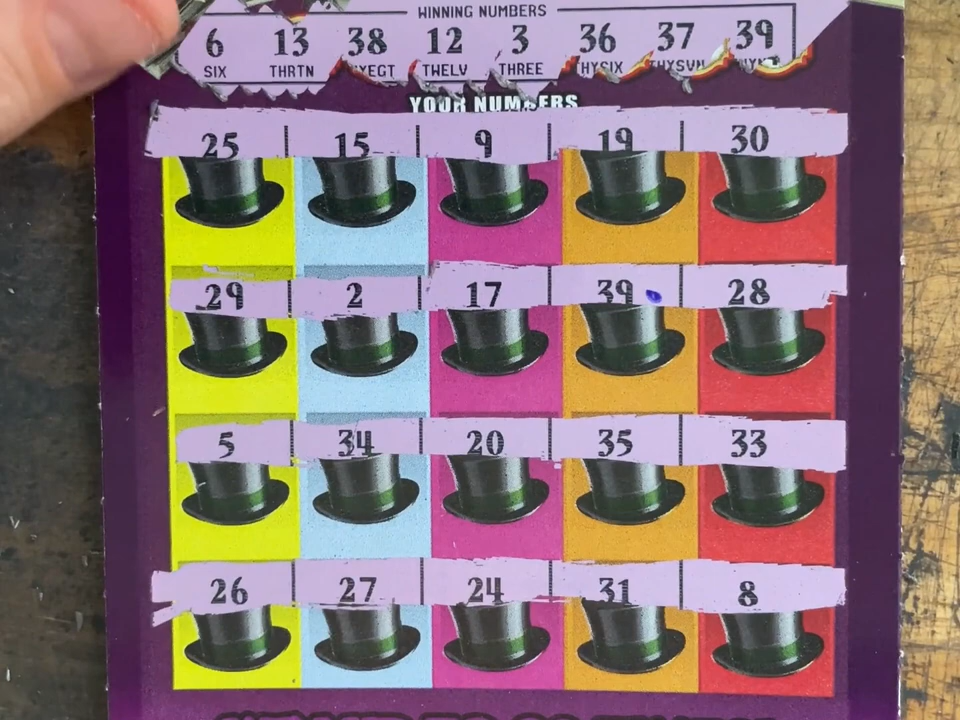 WINNING NUMBERS
6 13 38 12 3 36 37 39
SIX THRTN TWELV THREE
YOUR NUMBERS
25 15 9 19 30
29 2 17 39 28
5 34 20 35 33
26 27 24 31 8